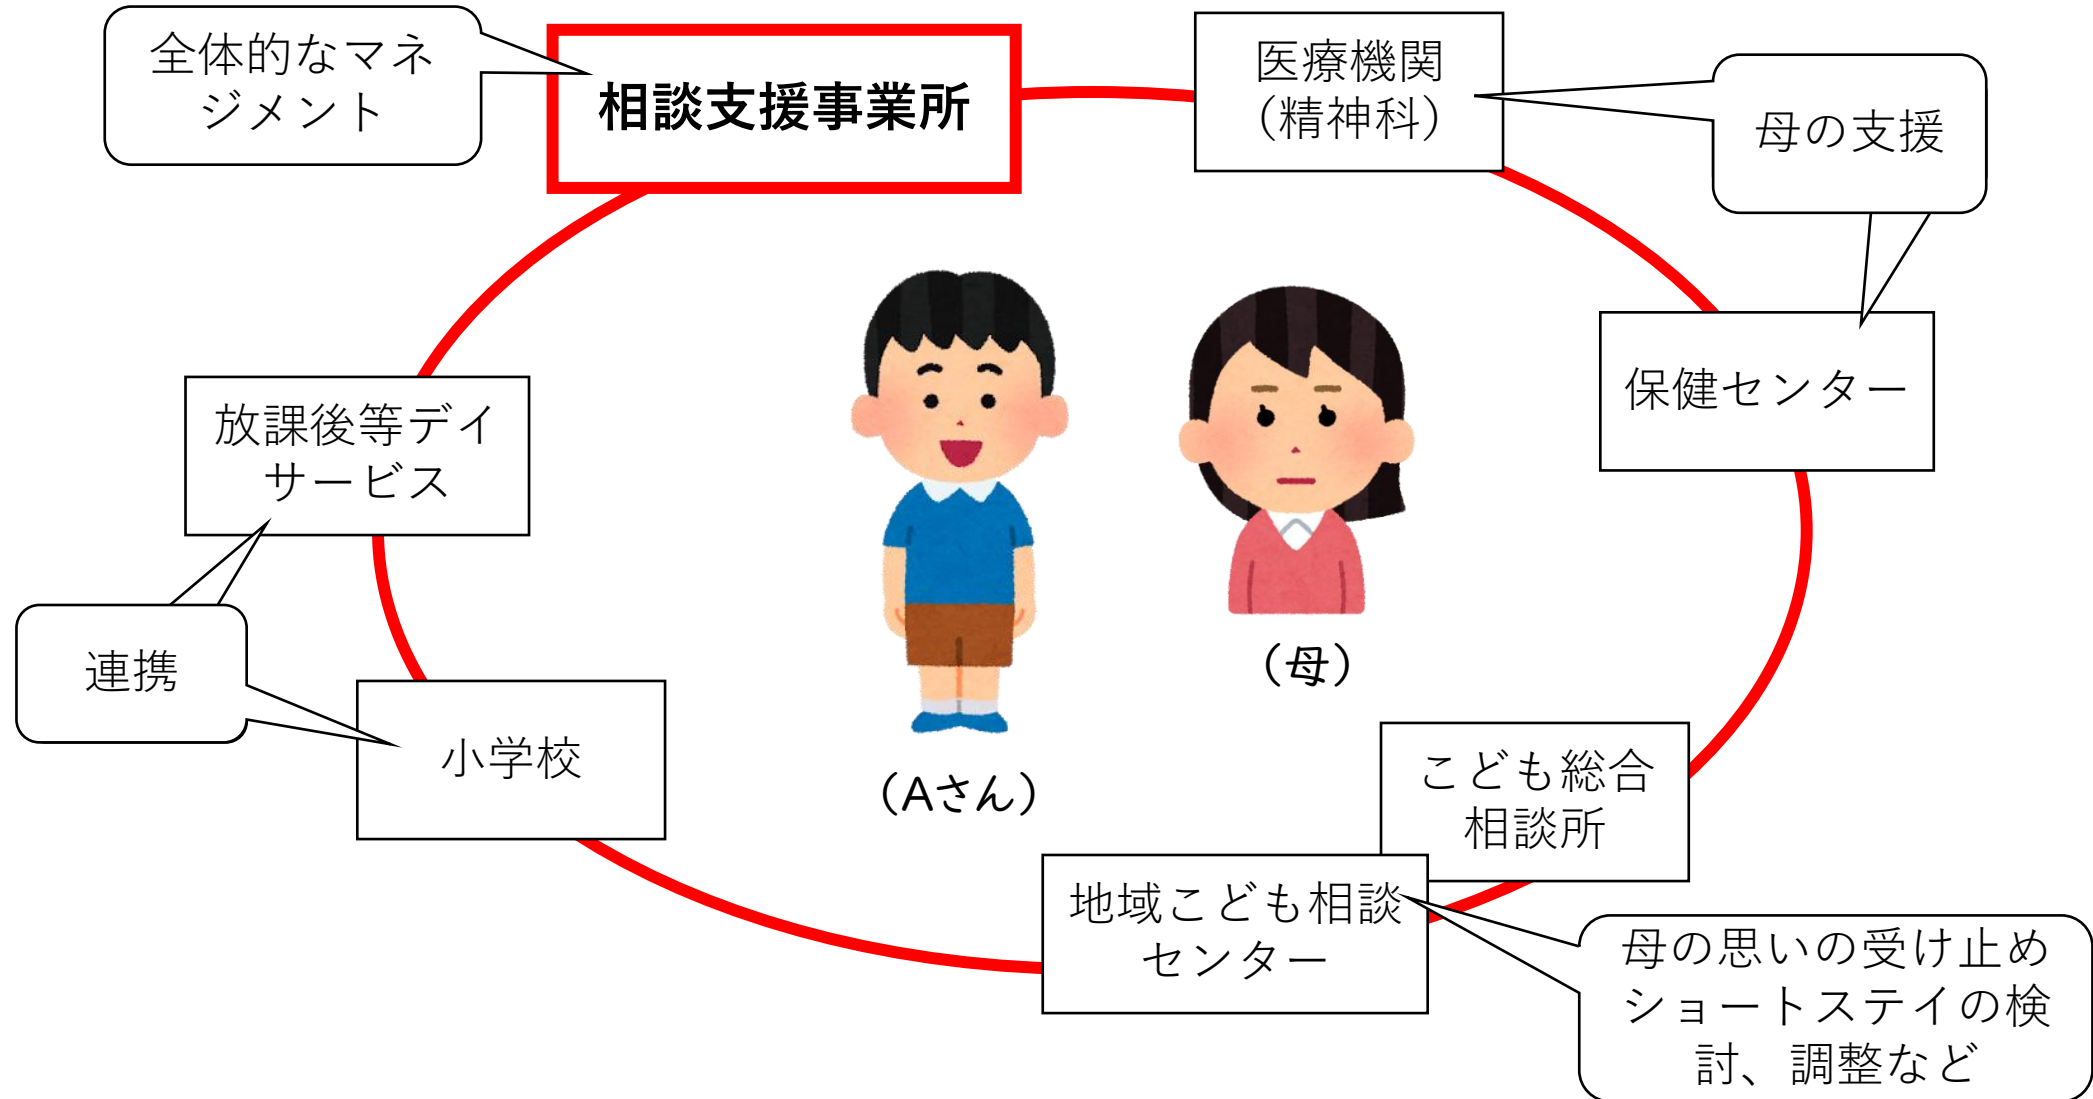 全体的なマネ
ジメント
相談支援事業所
医療機関
（精神科）
母の支援
保健センター
放課後等デイ
サービス
連携
小学校
（Aさん）
（母）
こども総合
相談所
地域こども相談
センター
母の思いの受け止め
ショートステイの検
討、調整など